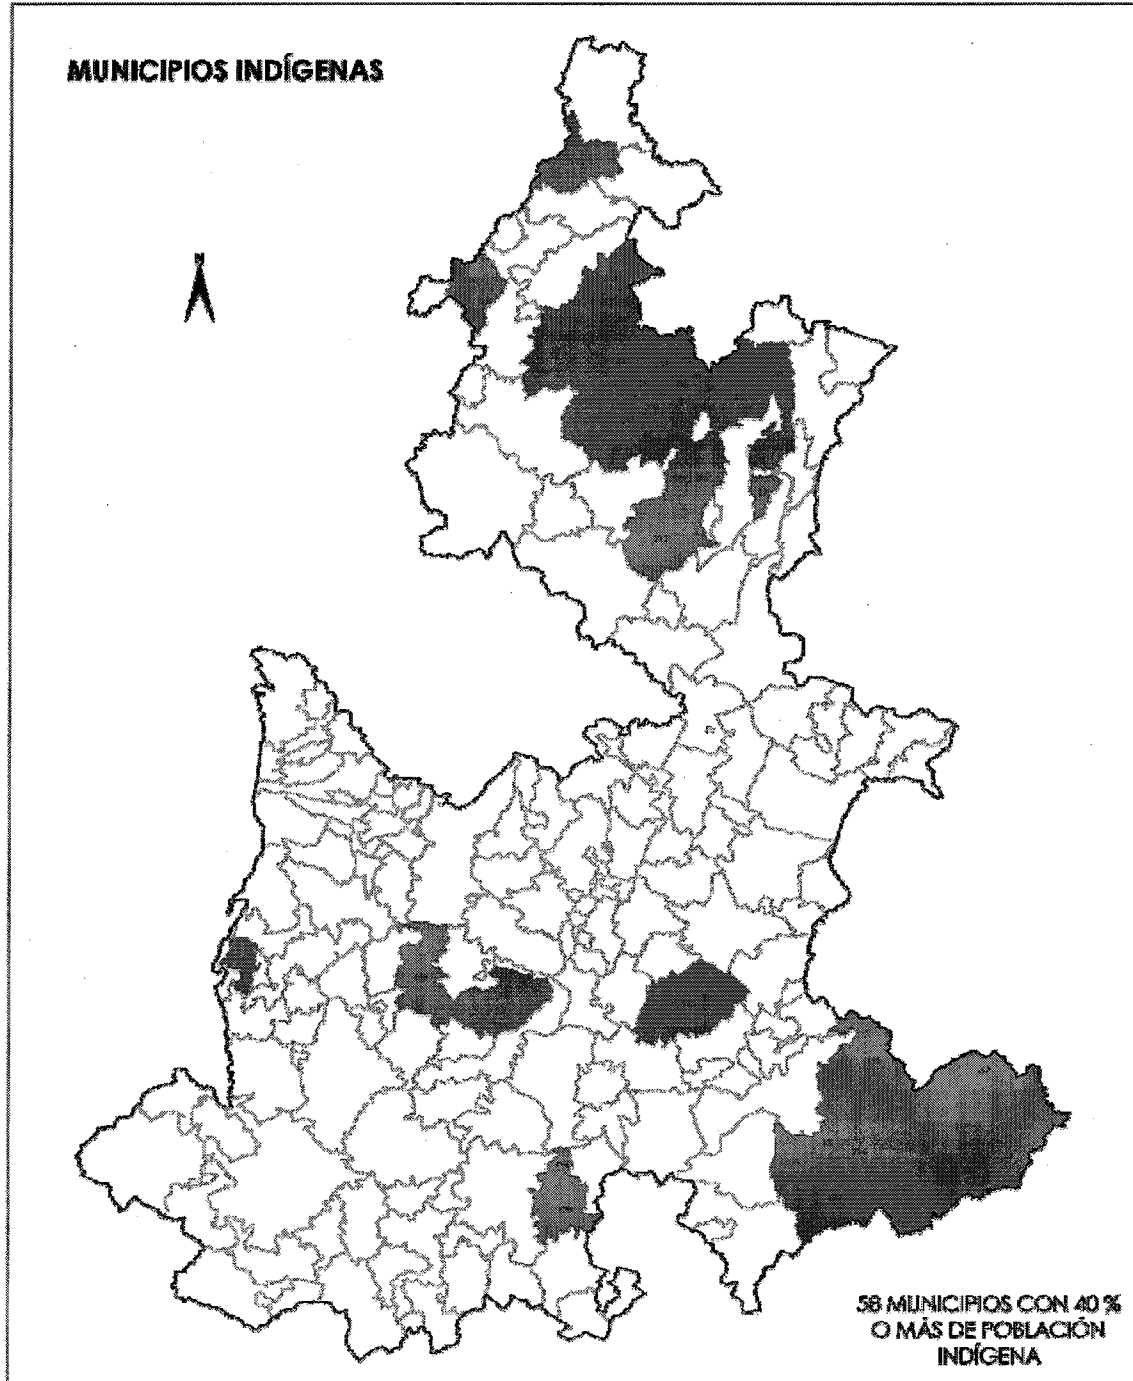 MUNICIPIOS INDÍGENAS
N
58 MUNICIPIOS CON 40 %
O MÁS DE POBLACIÓN
INDÍGENA